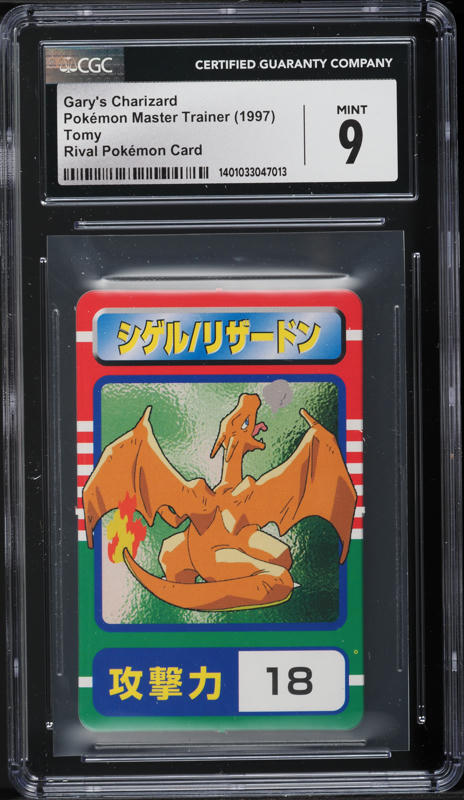 CGC
CERTIFIED GUARANTY COMPANY
Gary's Charizard
Pokémon Master Trainer (1997)
Tomy
Rival Pokémon Card
MINT
9
1401033047013
シゲル/リザードン
攻撃力 18